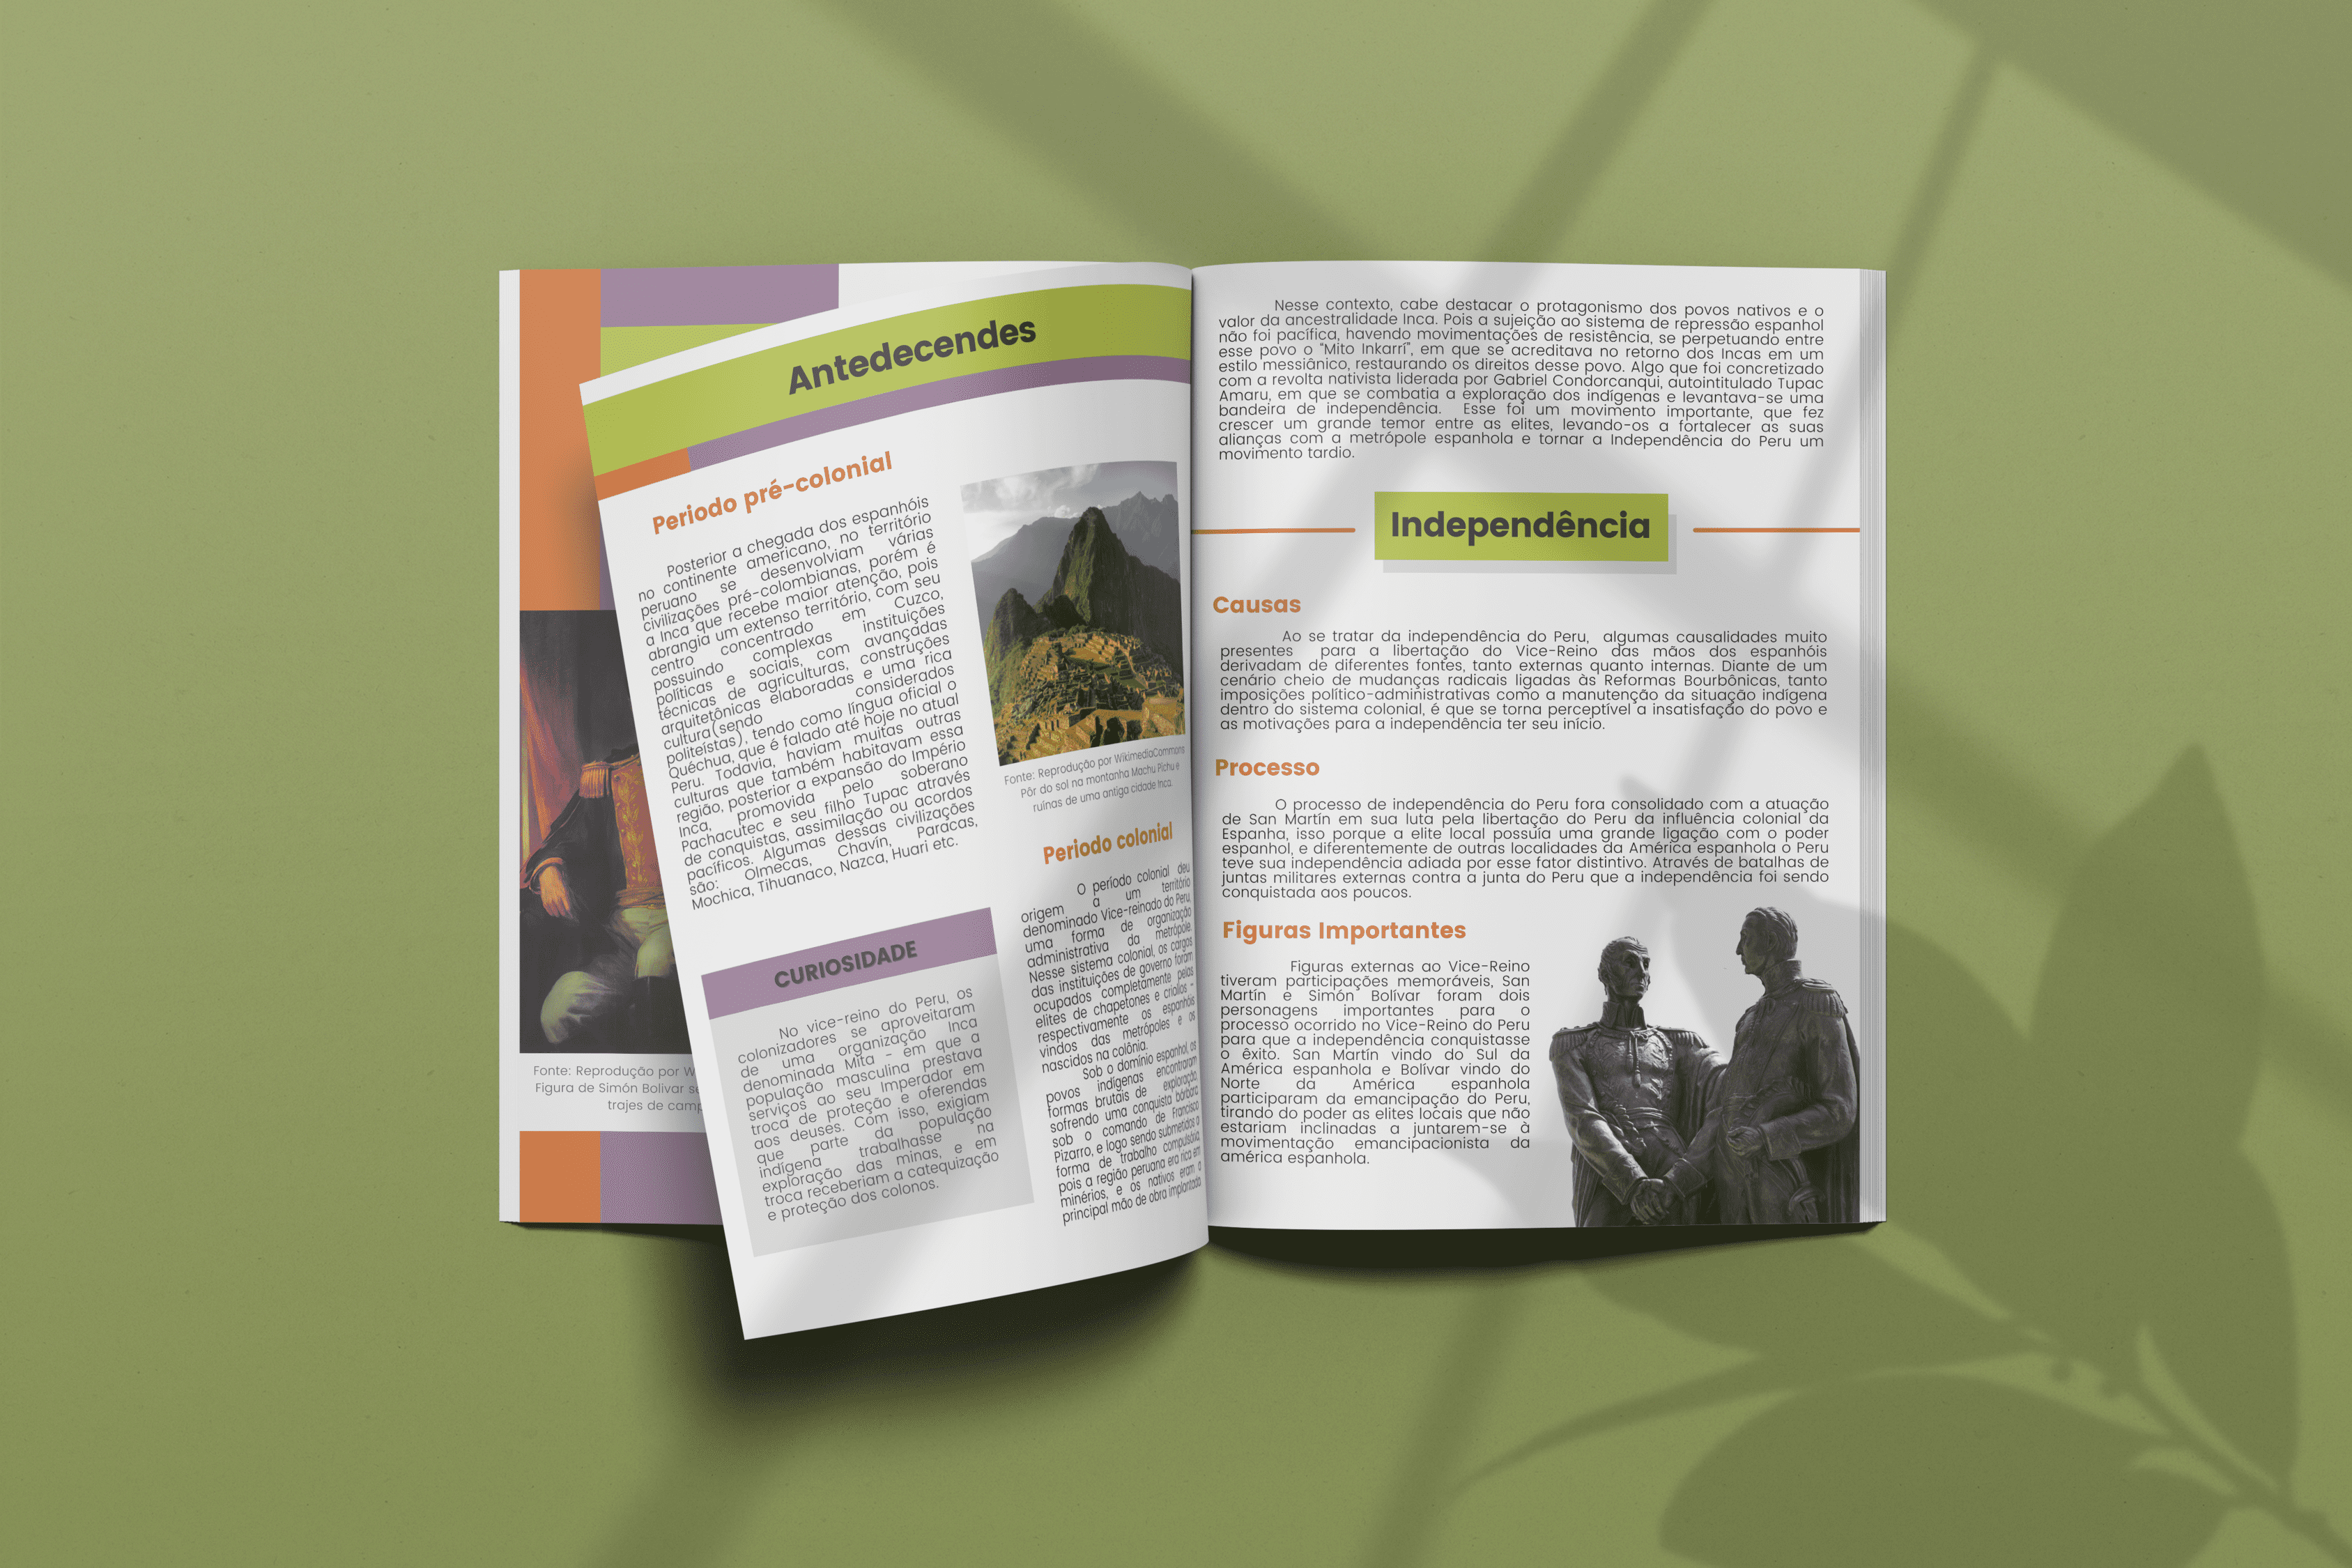 Fonte: Reprodução por W
Figura de Simón Bolivar se
trajes de camp
Antedecendes
Periodo pré-colonial
Posterior a chegada dos espanhóis
no continente americano, no território
peruano se desenvolviam várias
civilizações pré-colombianas, porém é
a Inca que recebe maior atenção, pois
abrangia um extenso território, com seu
centro concentrado em Cuzco,
possuindo complexas instituições
políticas e sociais, com avançadas
técnicas de agriculturas, construções
arquitetônicas elaboradas e uma rica
cultura(sendo considerados
politeístas), tendo como língua oficial o
Quéchua, que é falado até hoje no atual
Peru. Todavia, haviam muitas outras
culturas que também habitavam essa
região, posterior a expansão do Império
Inca, promovida pelo soberano
Pachacutec e seu filho Tupac através
de conquistas, assimilação ou acordos
pacíficos. Algumas dessas civilizações
são: Olmecas, Chavín, Paracas,
Mochica, Tihuanaco, Nazca, Huari etc.
CURIOSIDADE
No vice-reino do Peru, os
colonizadores se aproveitaram
de uma organização Inca
denominada Mita - em que a
população masculina prestava
serviços ao seu Imperador em
troca de proteção e oferendas
aos deuses. Com isso, exigiam
que parte da população
indígena trabalhasse na
exploração das minas, e em
troca receberiam a catequização
e proteção dos colonos.
Fonte: Reprodução por WikimediaCommons
Pôr do sol na montanha Machu Pichu e
ruínas de uma antiga cidade Inca.
Periodo colonial
O período colonial deu
origem a um território
denominado Vice-reinado do Peru,
uma forma de organização
administrativa da metrópole.
Nesse sistema colonial, os cargos
das instituições de governo foram
ocupados completamente pelas
elites de chapetones e criollos -
respectivamente os espanhóis
vindos das metrópoles e os
nascidos na colônia.
Sob o domínio espanhol, os
povos indígenas encontraram
formas brutais de exploração,
sofrendo uma conquista bárbara
sob o comando de Francisco
Pizarro, e logo sendo submetidos a
forma de trabalho compulsória,
pois a região peruana era rica em
minérios, e os nativos eram a
principal mão de obra implantada.
Nesse contexto, cabe destacar o protagonismo dos povos nativos e o
valor da ancestralidade Inca. Pois a sujeição ao sistema de repressão espanhol
não foi pacífica, havendo movimentações de resistência, se perpetuando entre
esse povo o "Mito Inkarrí", em que se acreditava no retorno dos Incas em um
estilo messiânico, restaurando os direitos desse povo. Algo que foi concretizado
com a revolta nativista liderada por Gabriel Condorcanqui, autointitulado Tupac
Amaru, em que se combatia a exploração dos indígenas e levantava-se uma
bandeira de independência. Esse foi um movimento importante, que fez
crescer um grande temor entre as elites, levando-os a fortalecer as suas
alianças com a metrópole espanhola e tornar a Independência do Peru um
movimento tardio.
Independência
Causas
Ao se tratar da independência do Peru, algumas causalidades muito
presentes para a libertação do Vice-Reino das mãos dos espanhóis
derivadam de diferentes fontes, tanto externas quanto internas. Diante de um
cenário cheio de mudanças radicais ligadas às Reformas Bourbônicas, tanto
imposições político-administrativas como a manutenção da situação indígena
dentro do sistema colonial, é que se torna perceptível a insatisfação do povo e
as motivações para a independência ter seu início.
Processo
O processo de independência do Peru fora consolidado com a atuação
de San Martín em sua luta pela libertação do Peru da influência colonial da
Espanha, isso porque a elite local possuía uma grande ligação com o poder
espanhol, e diferentemente de outras localidades da América espanhola o Peru
teve sua independência adiada por esse fator distintivo. Através de batalhas de
juntas militares externas contra a junta do Peru que a independência foi sendo
conquistada aos poucos.
Figuras Importantes
Figuras externas ao Vice-Reino
tiveram participações memoráveis, San
Martín e Simón Bolívar foram dois
personagens importantes para o
processo ocorrido no Vice-Reino do Peru
para que a independência conquistasse
o êxito. San Martín vindo do Sul da
América espanhola e Bolívar vindo do
Norte da América espanhola
participaram da emancipação do Peru,
tirando do poder as elites locais que não
estariam inclinadas a juntarem-se à
movimentação emancipacionista da
américa espanhola.